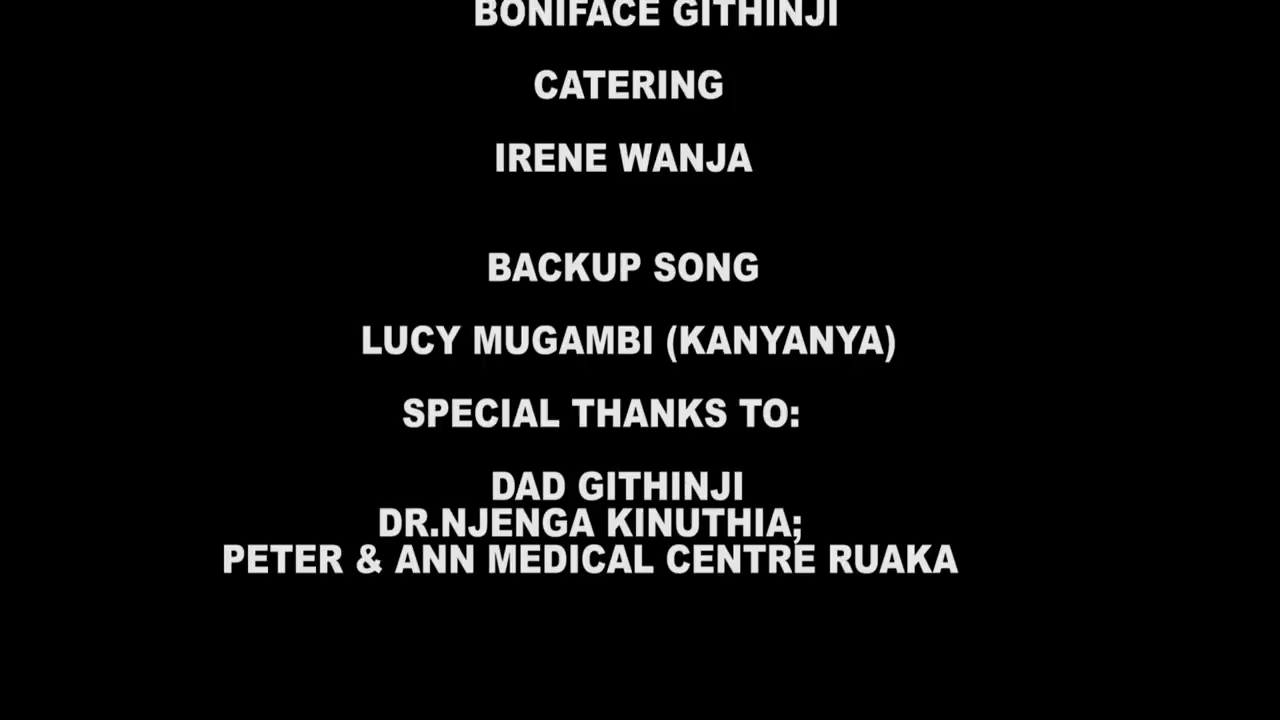 BONIFACE GITHINJI
CATERING
IRENE WANJA
BACKUP SONG
LUCY MUGAMBI (KANYANYA)
SPECIAL THANKS TO:
DAD GITHINJI
DR.NJENGA KINUTHIA;
PETER & ANN MEDICAL CENTRE RUAKA